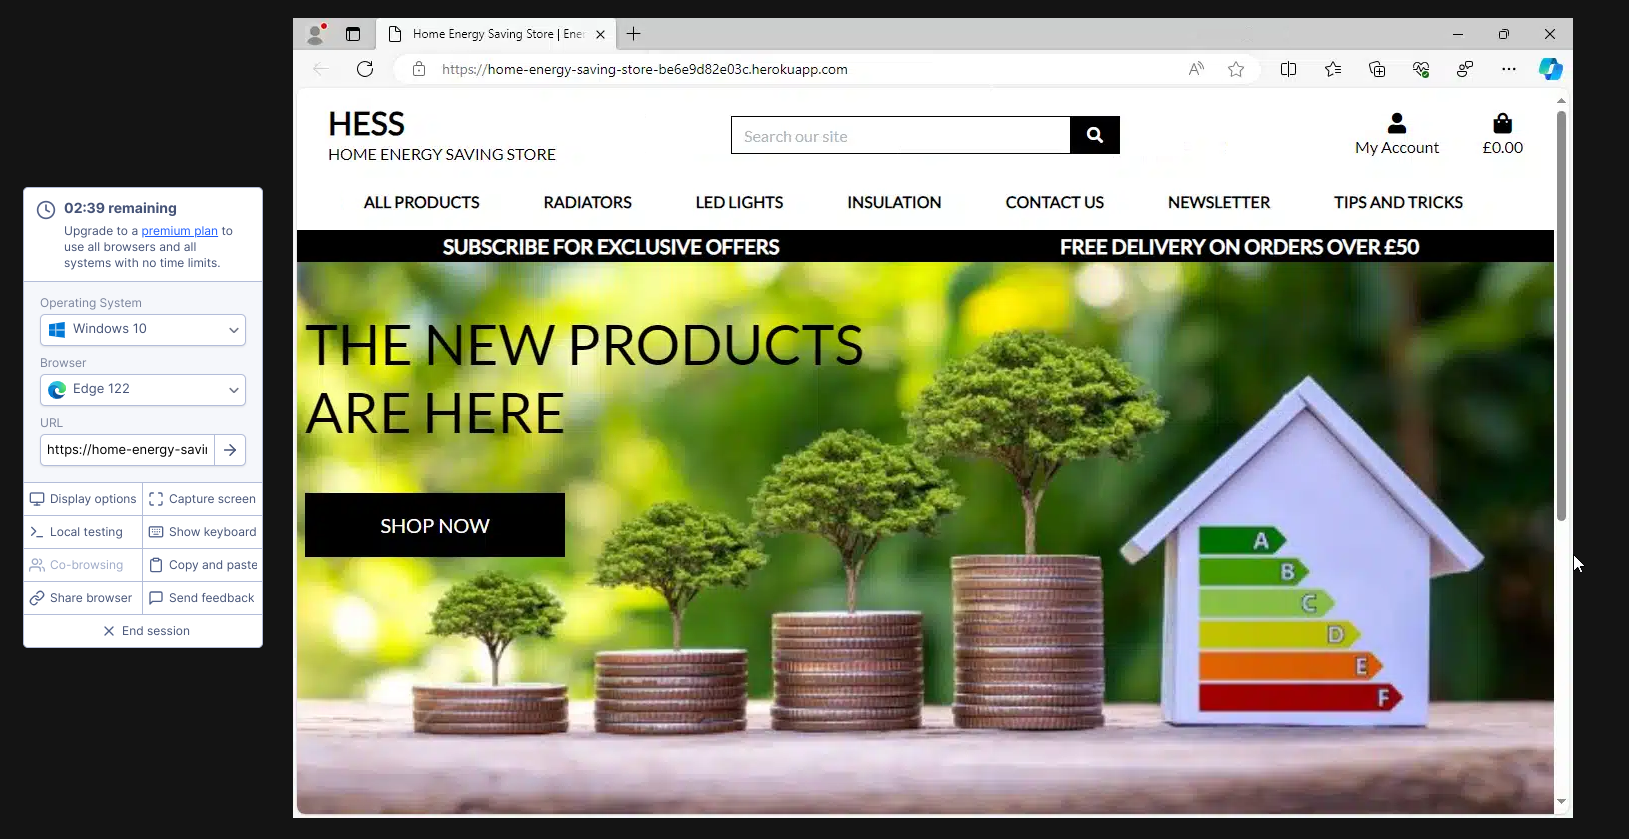 Home Energy Saving Store | Ene
https://home-energy-saving-store-be6e9d82e03c.herokuapp.com
HESS
HOME ENERGY SAVING STORE
Search our site
My Account
£0.00
ALL PRODUCTS
RADIATORS
LED LIGHTS
INSULATION
CONTACT US
NEWSLETTER
TIPS AND TRICKS
SUBSCRIBE FOR EXCLUSIVE OFFERS
FREE DELIVERY ON ORDERS OVER £50
THE NEW PRODUCTS
ARE HERE
SHOP NOW
A
B
C
D
E
F
02:39 remaining
Upgrade to a premium plan to
use all browsers and all
systems with no time limits.
Operating System
Windows 10
Browser
Edge 122
URL
https://home-energy-savin
Display options
Capture screen
Local testing
Show keyboard
Co-browsing
Copy and paste
Share browser
Send feedback
End session